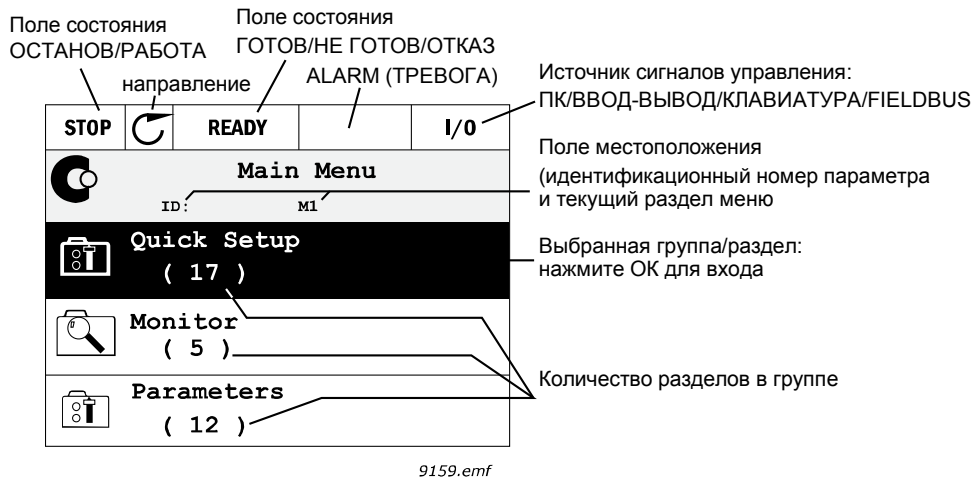 Поле состояния
ОСТАНОВ/РАБОТА
направление
Поле состояния
ГОТОВ/НЕ ГОТОВ/ОТКАЗ
ALARM (ТРЕВОГА)
Источник сигналов управления:
ПК/ВВОД-ВЫВОД/КЛАВИАТУРА/FIELDBUS
STOP
READY
I/O
Main Menu
ID:
M1
Поле местоположения
(идентификационный номер параметра
и текущий раздел меню
Quick Setup
( 17 )
Выбранная группа/раздел:
нажмите ОК для входа
Monitor
( 5 )
Parameters
( 12 )
Количество разделов в группе
9159.emf